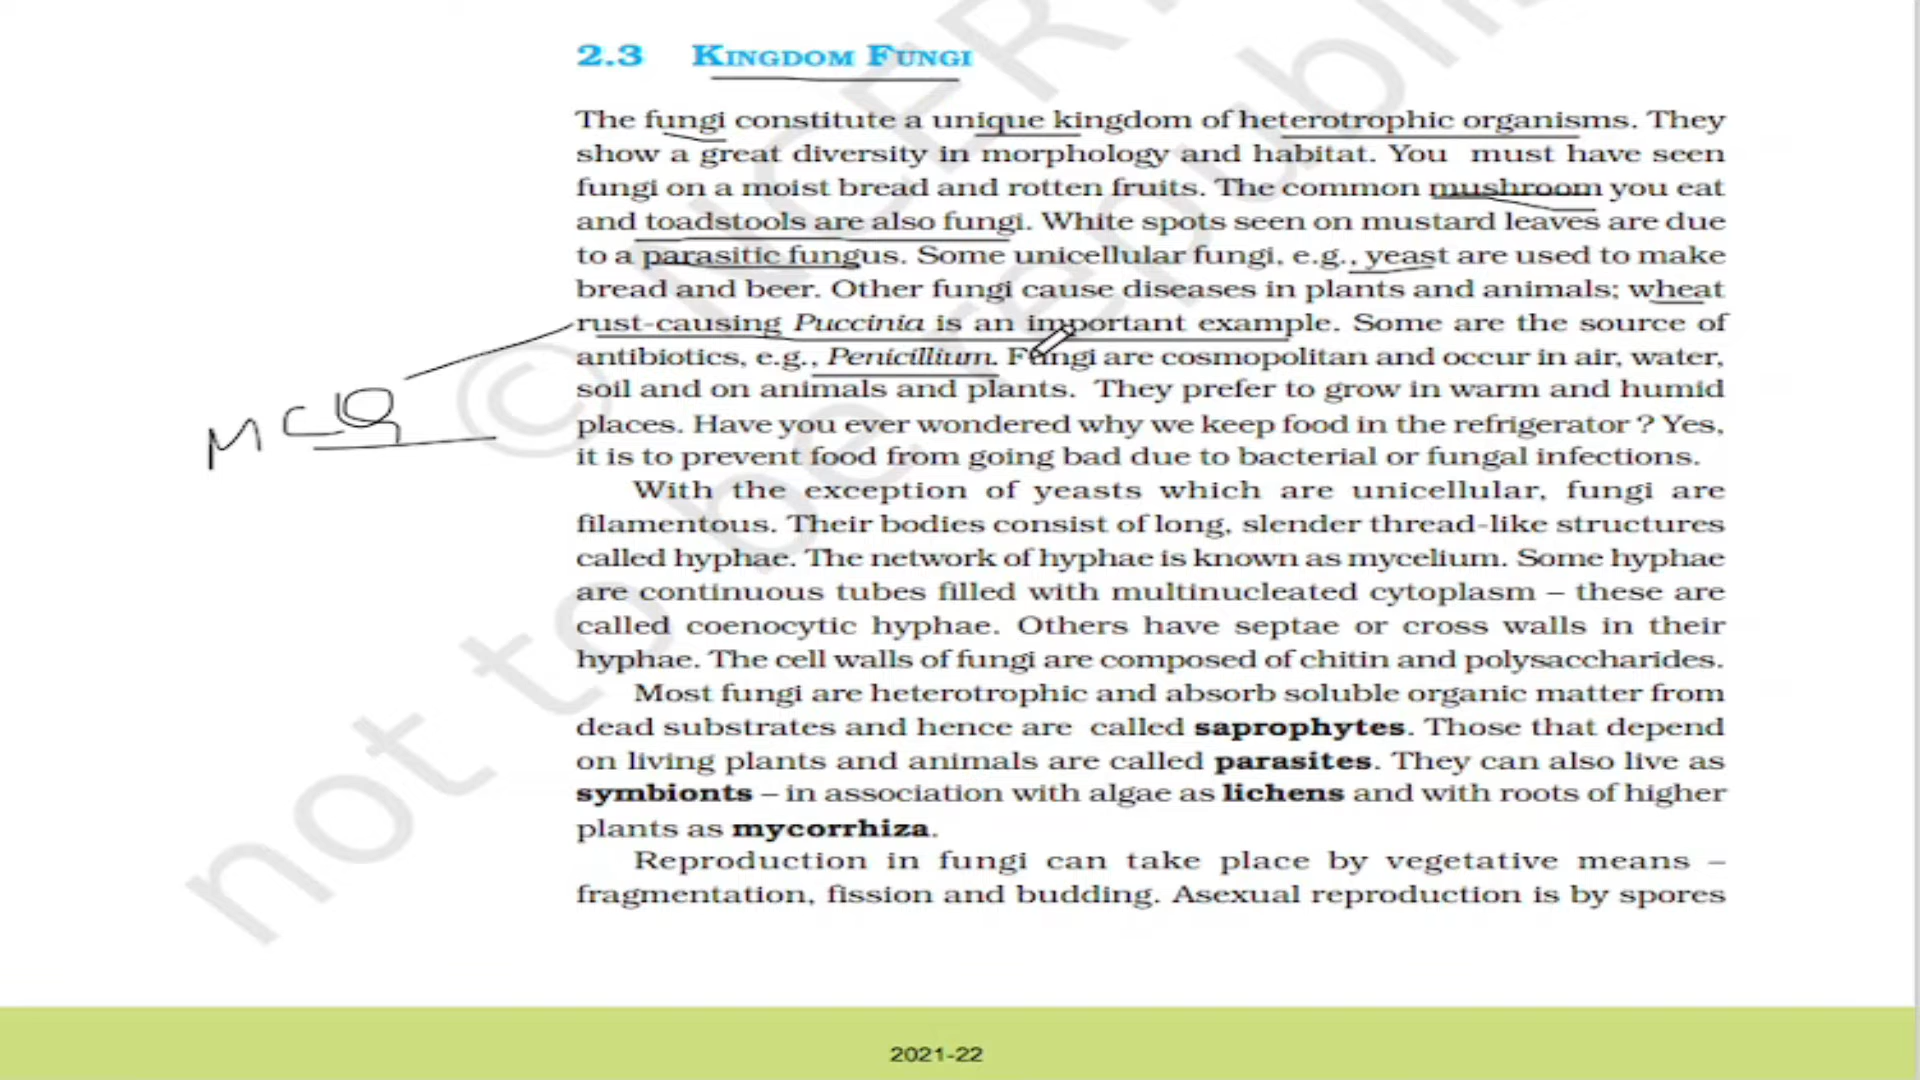 2.3 KINGDOM FUNGI
The fungi constitute a unique kingdom of heterotrophic organisms. They
show a great diversity in morphology and habitat. You must have seen
fungi on a moist bread and rotten fruits. The common mushroom you eat
and toadstools are also fungi. White spots seen on mustard leaves are due
to a parasitic fungus. Some unicellular fungi, e.g., yeast are used to make
bread and beer. Other fungi cause diseases in plants and animals; wheat
rust-causing Puccinia is an important example. Some are the source of
antibiotics, e.g., Penicillium. Fungi are cosmopolitan and occur in air, water,
soil and on animals and plants. They prefer to grow in warm and humid
places. Have you ever wondered why we keep food in the refrigerator ? Yes,
it is to prevent food from going bad due to bacterial or fungal infections.
With the exception of yeasts which are unicellular, fungi are
filamentous. Their bodies consist of long, slender thread-like structures
called hyphae. The network of hyphae is known as mycelium. Some hyphae
are continuous tubes filled with multinucleated cytoplasm – these are
called coenocytic hyphae. Others have septae or cross walls in their
hyphae. The cell walls of fungi are composed of chitin and polysaccharides.
Most fungi are heterotrophic and absorb soluble organic matter from
dead substrates and hence are called saprophytes. Those that depend
on living plants and animals are called parasites. They can also live as
symbionts – in association with algae as lichens and with roots of higher
plants as mycorrhiza.
Reproduction in fungi can take place by vegetative means –
fragmentation, fission and budding. Asexual reproduction is by spores
MCQ
© NCER
not to be republi
2021-22